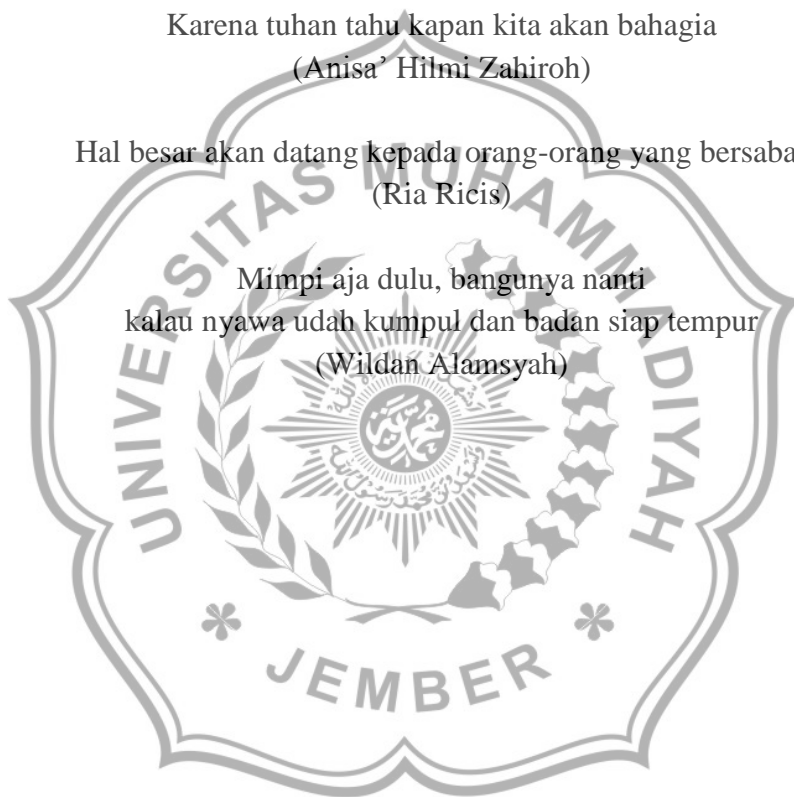 Karena tuhan tahu kapan kita akan bahagia
(Anisa’ Hilmi Zahiroh)
Hal besar akan datang kepada orang-orang yang bersaba
(Ria Ricis)
Mimpi aja dulu, bangunya nanti
kalau nyawa udah kumpul dan badan siap tempur
(Wildan Alamsyah)
UNIVERSITAS MUHAMMADIYAH
JEMBER